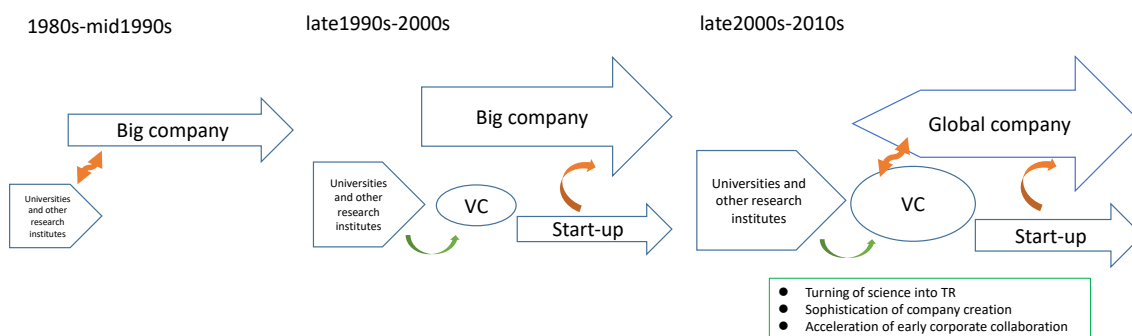 1980s-mid1990s
Big company
Universities
and other
research
institutes
late1990s-2000s
Big company
Universities
and other
research
institutes
VC
Start-up
late2000s-2010s
Global company
Universities and
other research
institutes
VC
Start-up
● Turning of science into TR
● Sophistication of company creation
● Acceleration of early corporate collaboration